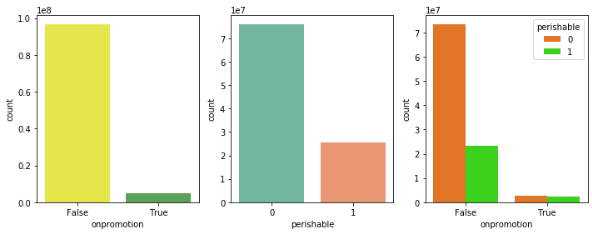 1e8
1.0
0.8
0.6
0.4
0.2
0.0
count
False True
onpromotion
1e7
7
6
5
4
3
2
1
0
count
0 1
perishable
1e7
7
6
5
4
3
2
1
0
count
perishable
0
1
False True
onpromotion